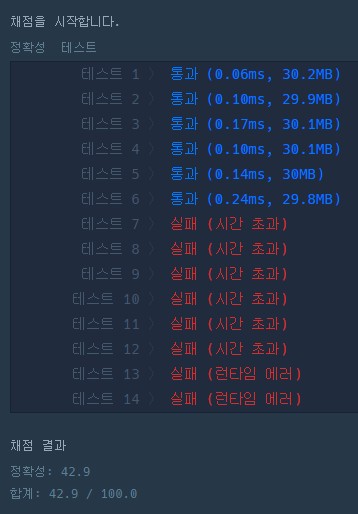 채점을 시작합니다.
정확성 테스트
테스트 1 〉 통과 (0.06ms, 30.2MB)
테스트 2 〉 통과 (0.10ms, 29.9MB)
테스트 3 〉 통과 (0.17ms, 30.1MB)
테스트 4 〉 통과 (0.10ms, 30.1MB)
테스트 5 〉 통과 (0.14ms, 30MB)
테스트 6 〉 통과 (0.24ms, 29.8MB)
테스트 7 〉 실패 (시간 초과)
테스트 8 〉 실패 (시간 초과)
테스트 9 〉 실패 (시간 초과)
테스트 10 〉 실패 (시간 초과)
테스트 11 〉 실패 (시간 초과)
테스트 12 〉 실패 (시간 초과)
테스트 13 〉 실패 (런타임 에러)
테스트 14 〉 실패 (런타임 에러)
채점 결과
정확성: 42.9
합계: 42.9 / 100.0